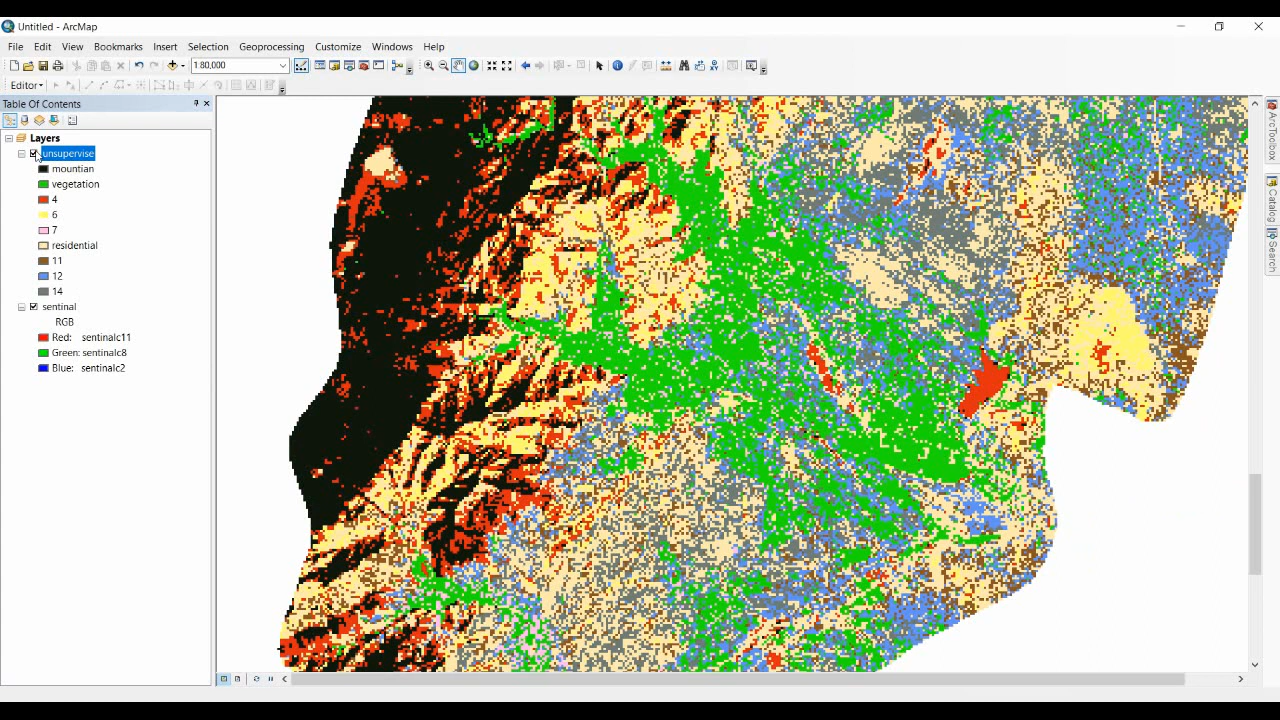 Untitled - ArcMap
File Edit View Bookmarks Insert Selection Geoprocessing Customize Windows Help
1:80,000
Editor
Table Of Contents
Layers
unsupervise
mountian
vegetation
4
6
7
residential
11
12
14
sentinal
RGB
Red: sentinalc11
Green: sentinalc8
Blue: sentinalc2
ArcToolbox
Catalog
Search